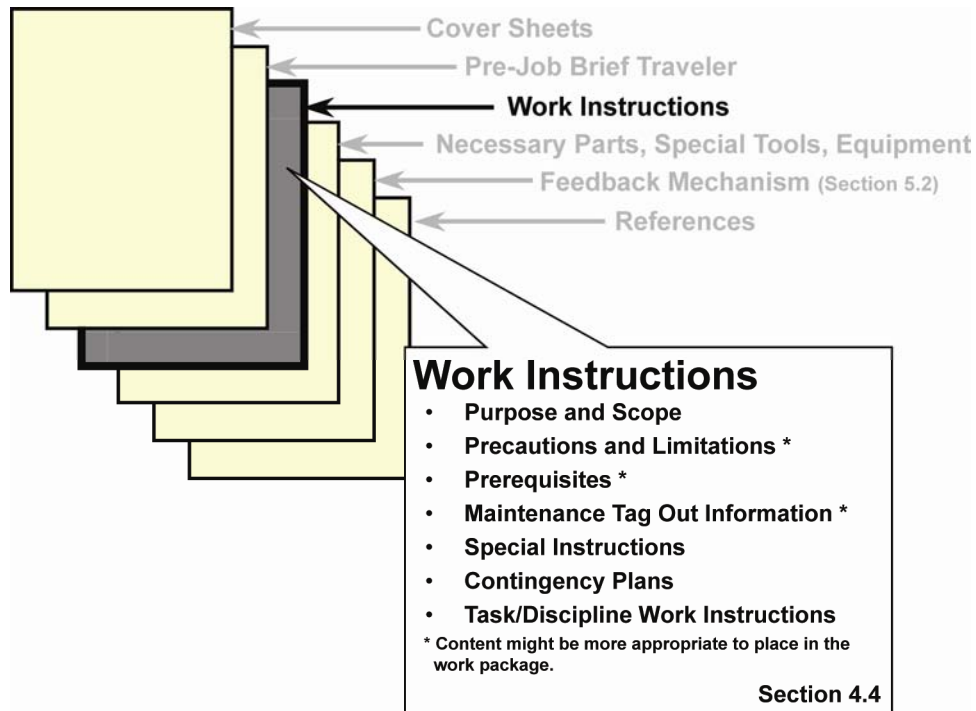 Cover Sheets
Pre-Job Brief Traveler
Work Instructions
Necessary Parts, Special Tools, Equipment
Feedback Mechanism (Section 5.2)
References
Work Instructions
• Purpose and Scope
• Precautions and Limitations *
• Prerequisites *
• Maintenance Tag Out Information *
• Special Instructions
• Contingency Plans
• Task/Discipline Work Instructions
* Content might be more appropriate to place in the
work package.
Section 4.4